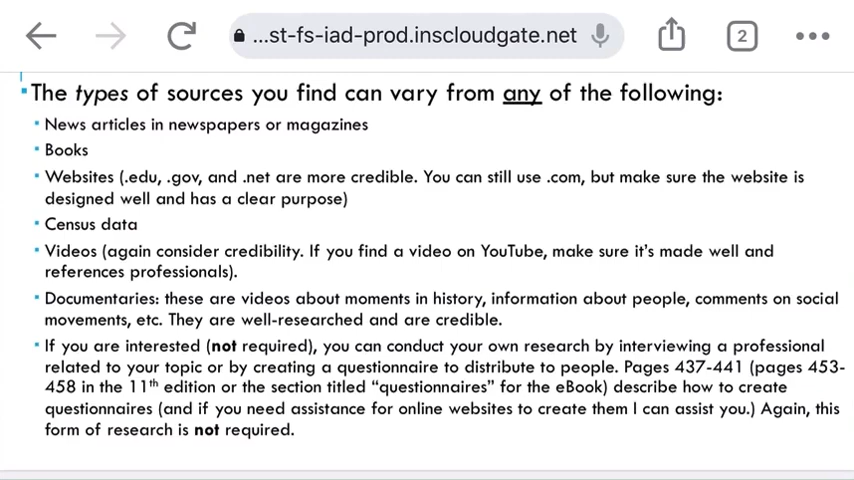 ...st-fs-iad-prod.inscloudgate.net
2
The types of sources you find can vary from any of the following:
News articles in newspapers or magazines
Books
Websites (.edu, .gov, and .net are more credible. You can still use .com, but make sure the website is
designed well and has a clear purpose)
Census data
Videos (again consider credibility. If you find a video on YouTube, make sure it's made well and
references professionals).
Documentaries: these are videos about moments in history, information about people, comments on social
movements, etc. They are well-researched and are credible.
If you are interested (not required), you can conduct your own research by interviewing a professional
related to your topic or by creating a questionnaire to distribute to people. Pages 437-441 (pages 453-
458 in the 11th edition or the section titled “questionnaires” for the eBook) describe how to create
questionnaires (and if you need assistance for online websites to create them I can assist you.) Again, this
form of research is not required.